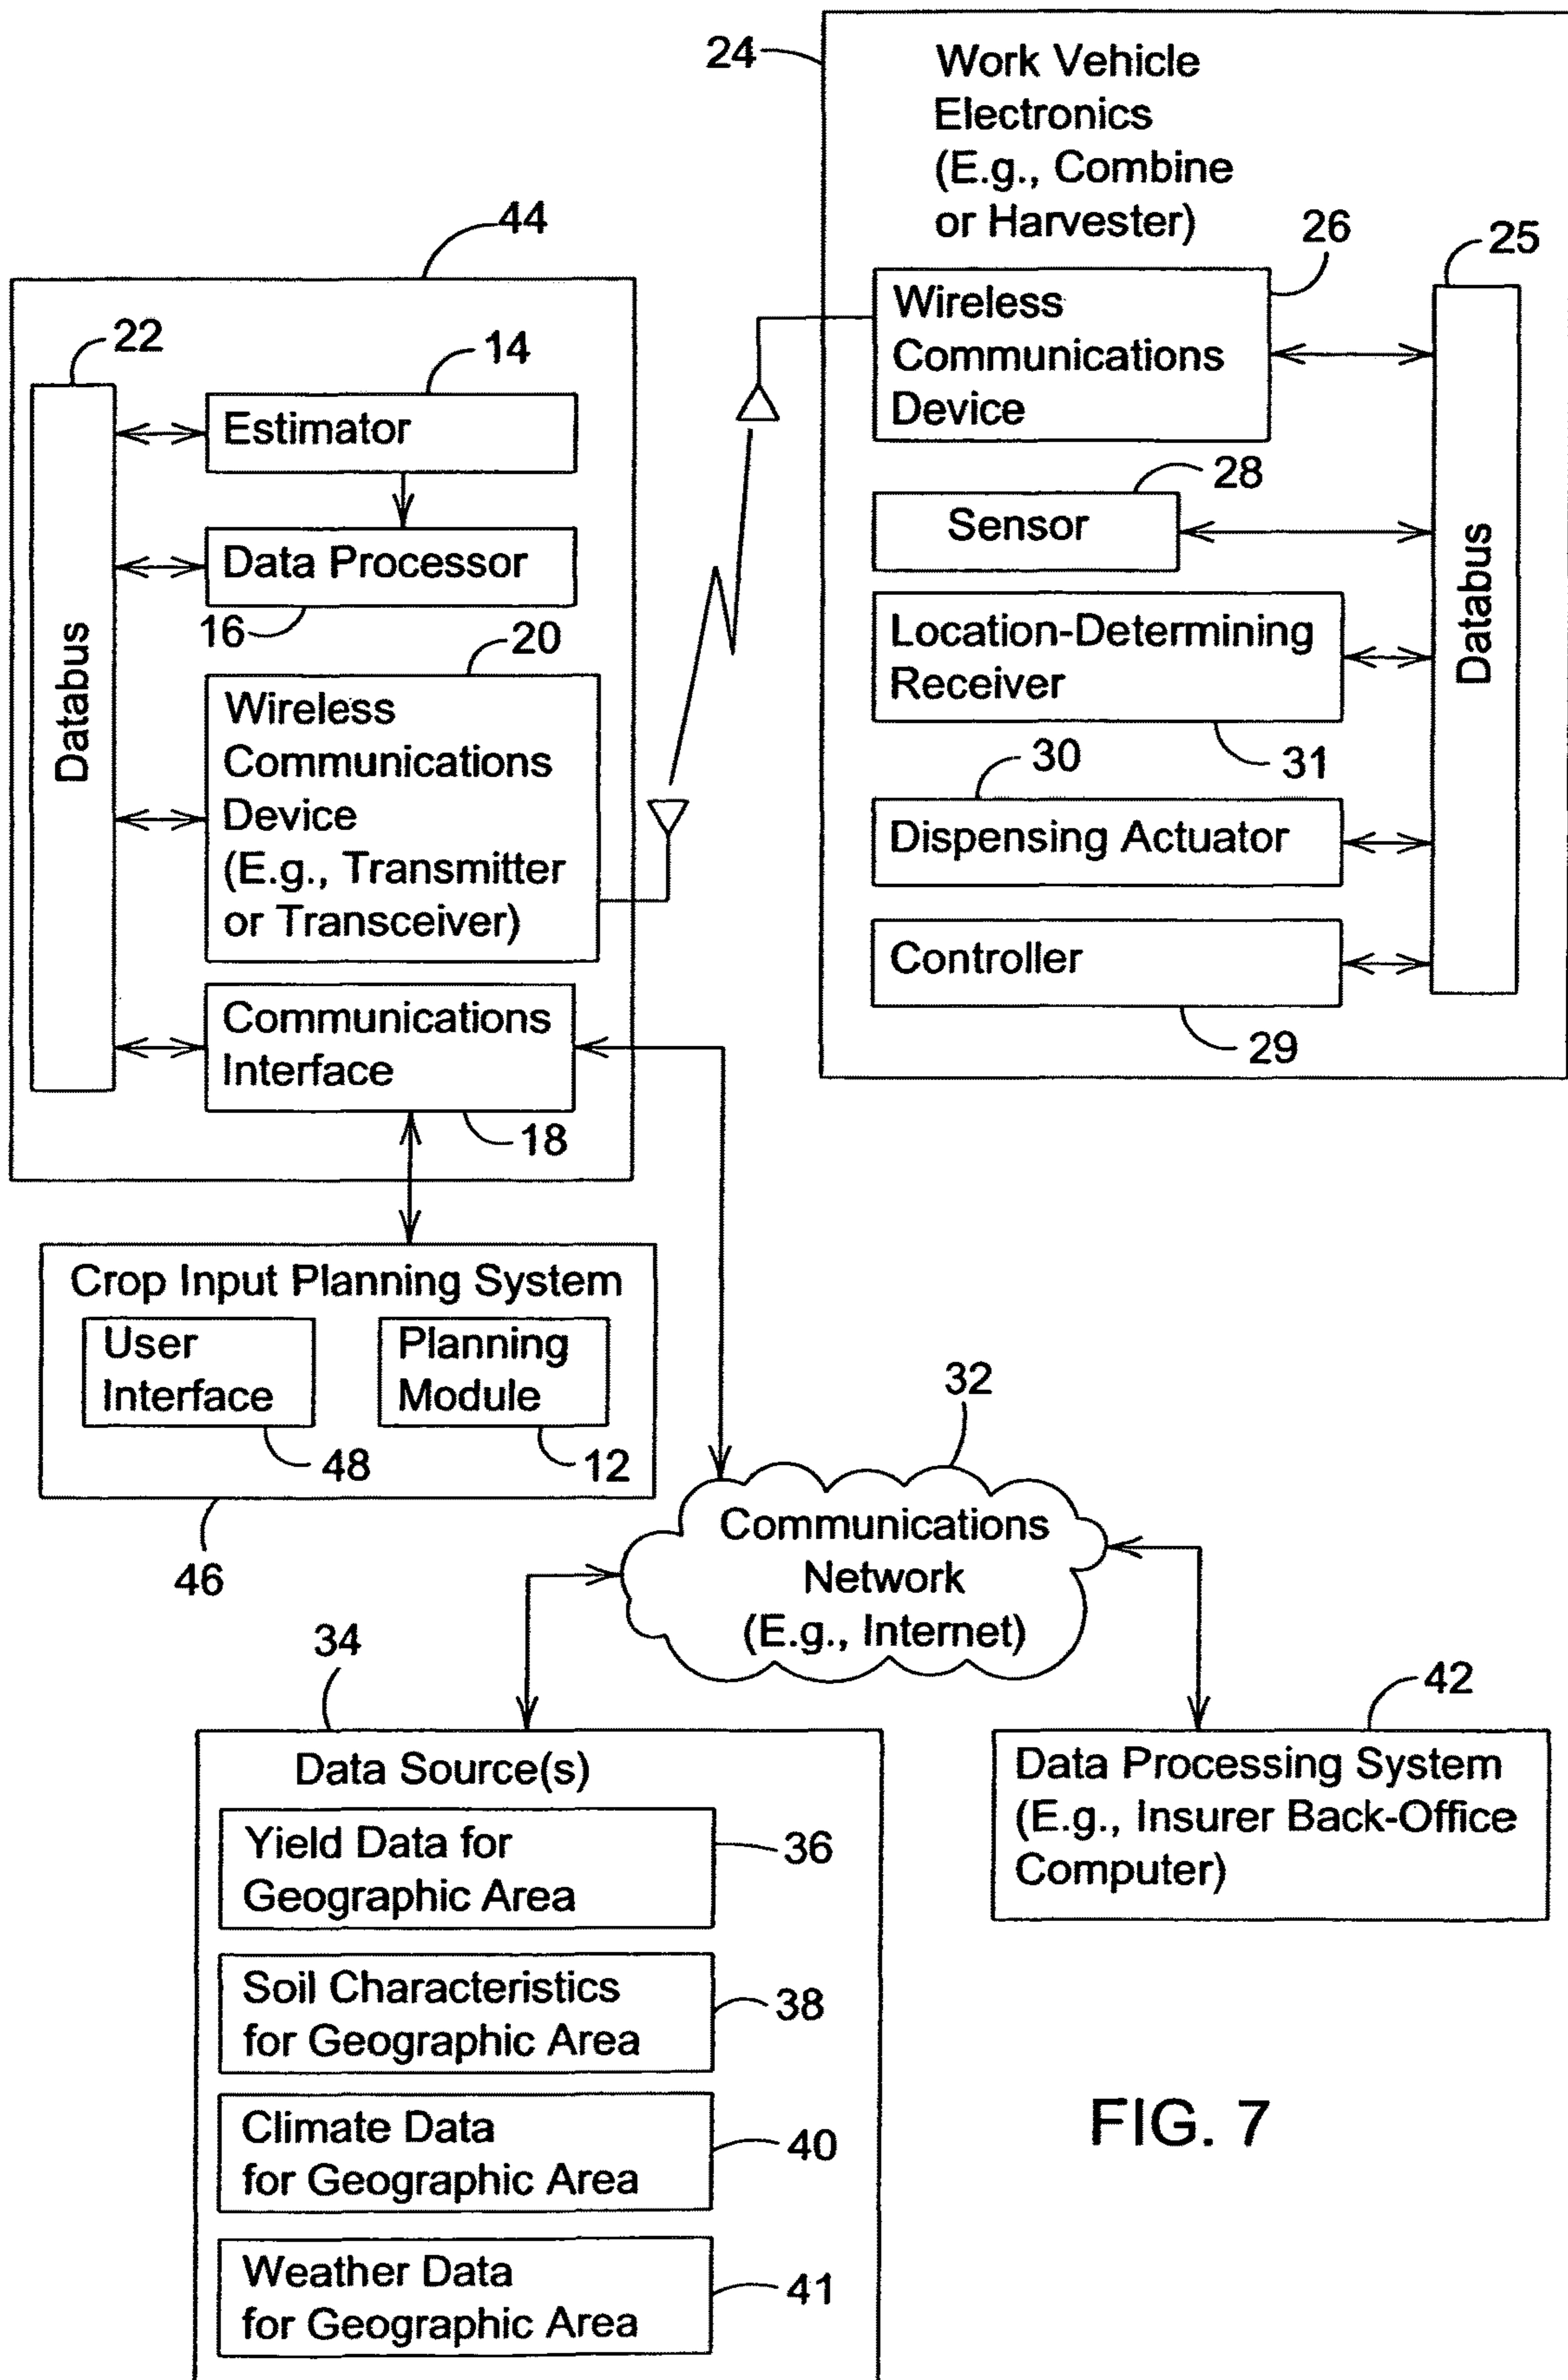 24
Work Vehicle
Electronics
(E.g., Combine
or Harvester)
26
25
Wireless
Communications
Device
28
Sensor
Location-Determining
Receiver
31
30
Dispensing Actuator
Controller
29
Databus
44
22
14
Estimator
Data Processor
16
20
Wireless
Communications
Device
(E.g., Transmitter
or Transceiver)
Communications
Interface
18
Databus
Crop Input Planning System
User
Interface
48
Planning
Module
12
46
32
Communications
Network
(E.g., Internet)
34
Data Source(s)
Yield Data for
Geographic Area
36
Soil Characteristics
for Geographic Area
38
Climate Data
for Geographic Area
40
Weather Data
for Geographic Area
41
42
Data Processing System
(E.g., Insurer Back-Office
Computer)
FIG. 7